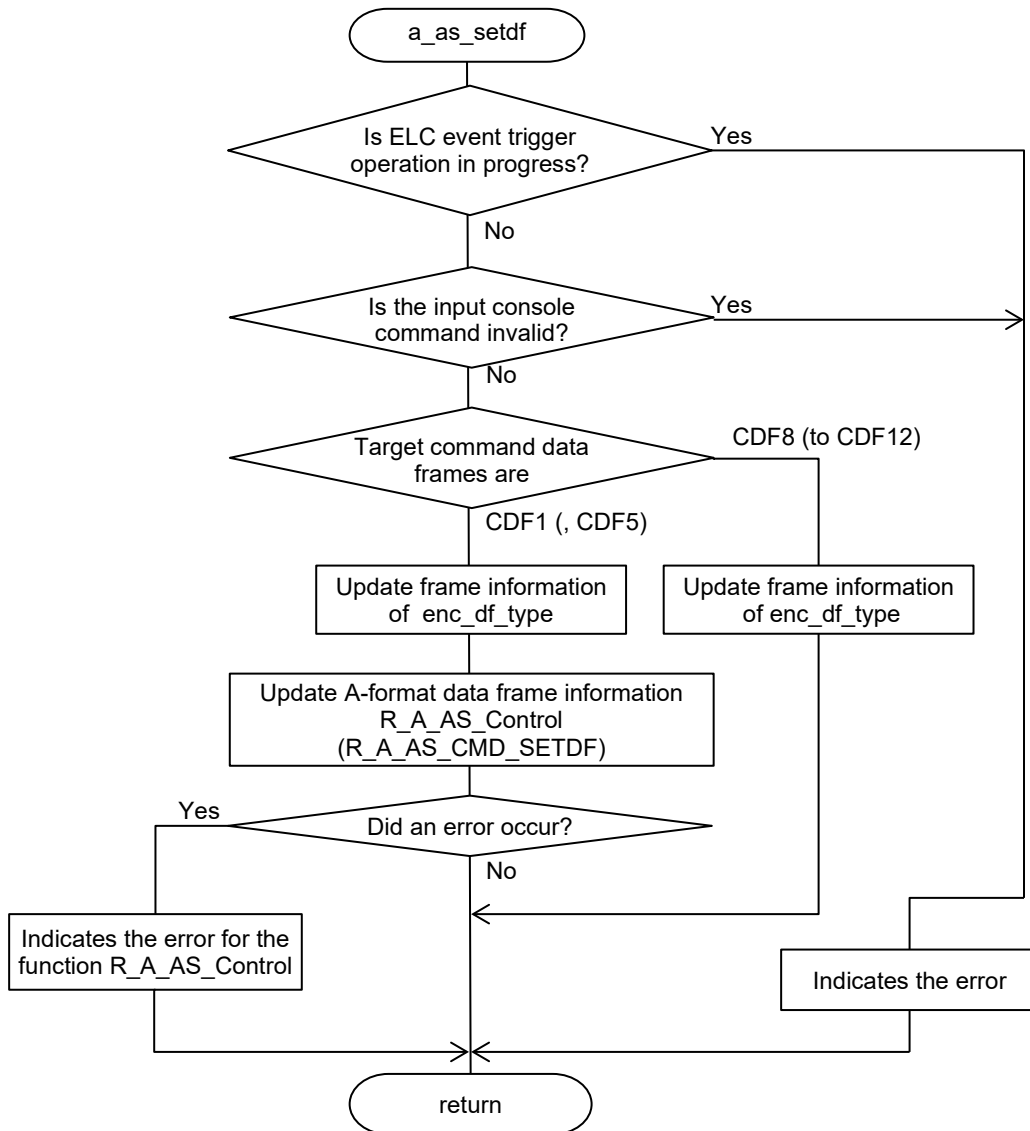 a_as_setdf
Is ELC event trigger
operation in progress?
Yes
No
Is the input console
command invalid?
Yes
No
Target command data
frames are
CDF8 (to CDF12)
CDF1 (, CDF5)
Update frame information
of  enc_df_type
Update frame information
of enc_df_type
Update A-format data frame information
R_A_AS_Control
(R_A_AS_CMD_SETDF)
Yes
Did an error occur?
No
Indicates the error for the
function R_A_AS_Control
Indicates the error
return